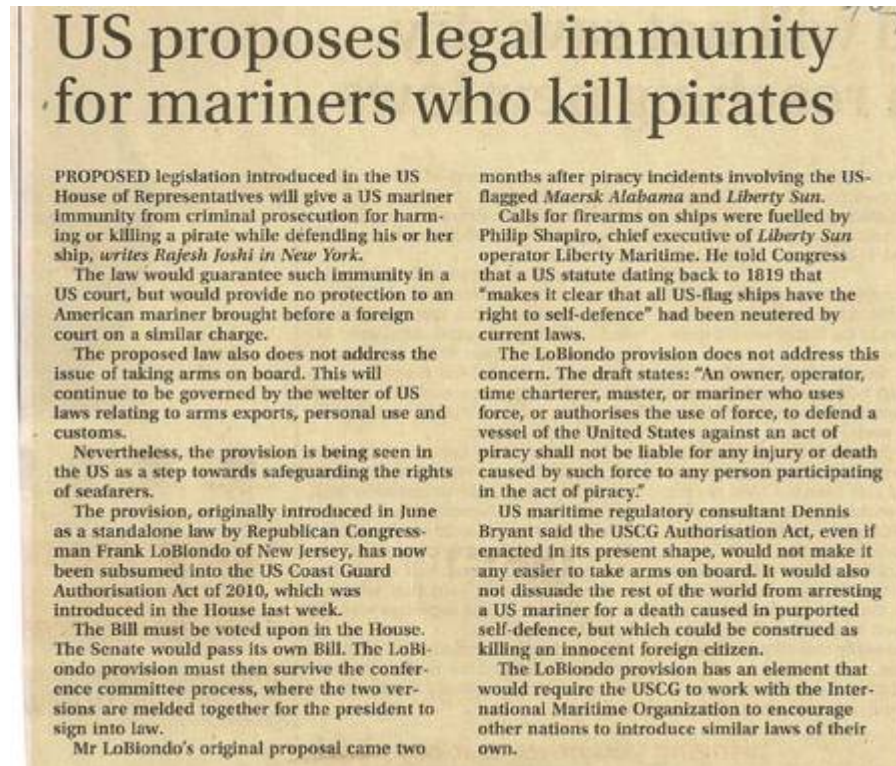 US proposes legal immunity
for mariners who kill pirates
PROPOSED legislation introduced in the US
House of Representatives will give a US mariner
immunity from criminal prosecution for harm-
ing or killing a pirate while defending his or her
ship, writes Rajesh Joshi in New York.
The law would guarantee such immunity in a
US court, but would provide no protection to an
American mariner brought before a foreign
court on a similar charge.
The proposed law also does not address the
issue of taking arms on board. This will
continue to be governed by the welter of US
laws relating to arms exports, personal use and
customs.
Nevertheless, the provision is being seen in
the US as a step towards safeguarding the rights
of seafarers.
The provision, originally introduced in June
as a standalone law by Republican Congress-
man Frank LoBiondo of New Jersey, has now
been subsumed into the US Coast Guard
Authorisation Act of 2010, which was
introduced in the House last week.
The Bill must be voted upon in the House.
The Senate would pass its own Bill. The LoBi-
ondo provision must then survive the confer-
ence committee process, where the two ver-
sions are melded together for the president to
sign into law.
Mr LoBiondo's original proposal came two
months after piracy incidents involving the US-
flagged Maersk Alabama and Liberty Sun.
Calls for firearms on ships were fuelled by
Philip Shapiro, chief executive of Liberty Sun
operator Liberty Maritime. He told Congress
that a US statute dating back to 1819 that
“makes it clear that all US-flag ships have the
right to self-defence” had been neutered by
current laws.
The LoBiondo provision does not address this
concern. The draft states: “An owner, operator,
time charterer, master, or mariner who uses
force, or authorises the use of force, to defend a
vessel of the United States against an act of
piracy shall not be liable for any injury or death
caused by such force to any person participating
in the act of piracy.”
US maritime regulatory consultant Dennis
Bryant said the USCG Authorisation Act, even if
enacted in its present shape, would not make it
any easier to take arms on board. It would also
not dissuade the rest of the world from arresting
a US mariner for a death caused in purported
self-defence, but which could be construed as
killing an innocent foreign citizen.
The LoBiondo provision has an element that
would require the USCG to work with the Inter-
national Maritime Organization to encourage
other nations to introduce similar laws of their
own.